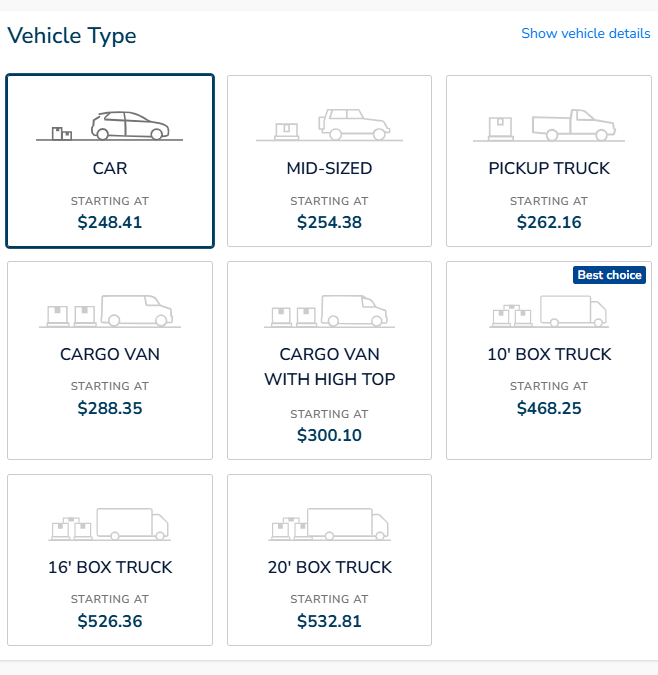 Vehicle Type
Show vehicle details
CAR
STARTING AT
$248.41
MID-SIZED
STARTING AT
$254.38
PICKUP TRUCK
STARTING AT
$262.16
CARGO VAN
STARTING AT
$288.35
CARGO VAN
WITH HIGH TOP
STARTING AT
$300.10
Best choice
10' BOX TRUCK
STARTING AT
$468.25
16' BOX TRUCK
STARTING AT
$526.36
20' BOX TRUCK
STARTING AT
$532.81